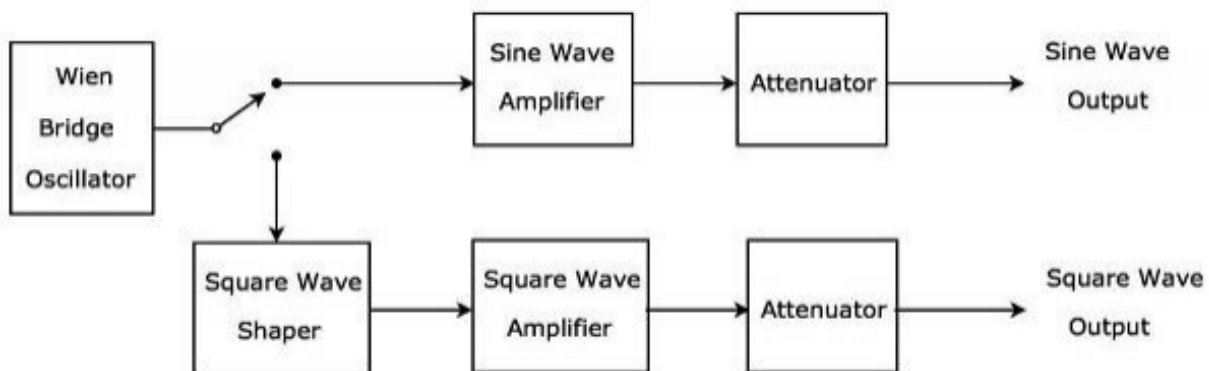 Wien
Bridge
Oscillator
Sine Wave
Amplifier
Attenuator
Sine Wave
Output
Square Wave
Shaper
Square Wave
Amplifier
Attenuator
Square Wave
Output